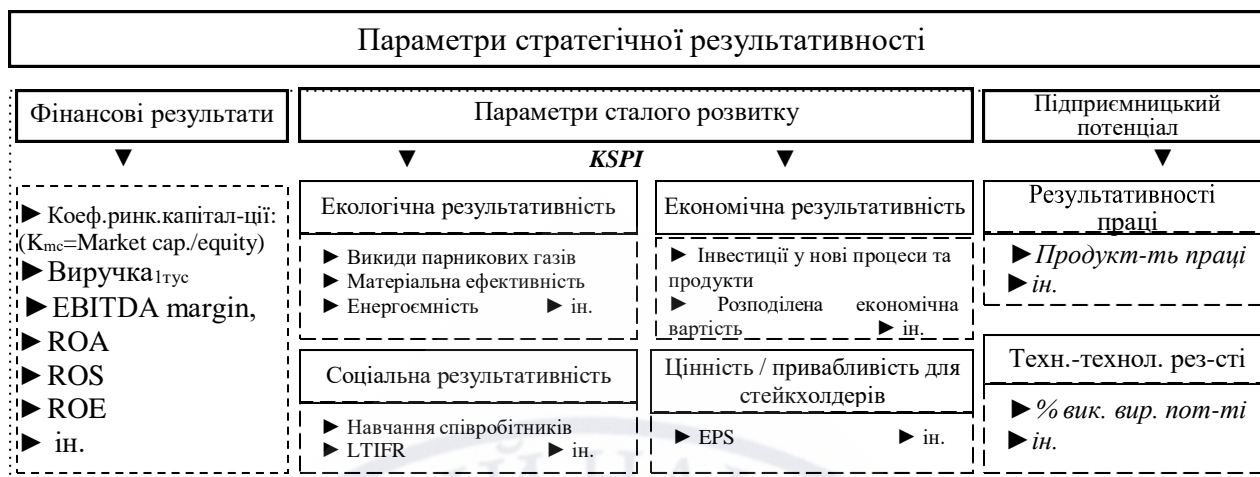 Параметри стратегічної результативності
Фінансові результати
► Коеф.ринк.капітал-ції:
(Kmc=Market cap./equity)
► Виручка1тус
► EBITDA margin,
► ROA
► ROS
► ROE
► ін.
Параметри сталого розвитку
▼ KSPI ▼
Екологічна результативність
► Викиди парникових газів
► Матеріальна ефективність
► Енергоємність ► ін.
Економічна результативність
► Інвестиції у нові процеси та
продукти
► Розподілена економічна
вартість ► ін.
Соціальна результативність
► Навчання співробітників
► LTIFR ► ін.
Цінність / привабливість для
стейкхолдерів
► EPS ► ін.
Підприємницький
потенціал
Результативності
праці
► Продукт-ть праці
► ін.
Техн.-технол. рез-сті
► % вик. вир. пот-ті
► ін.